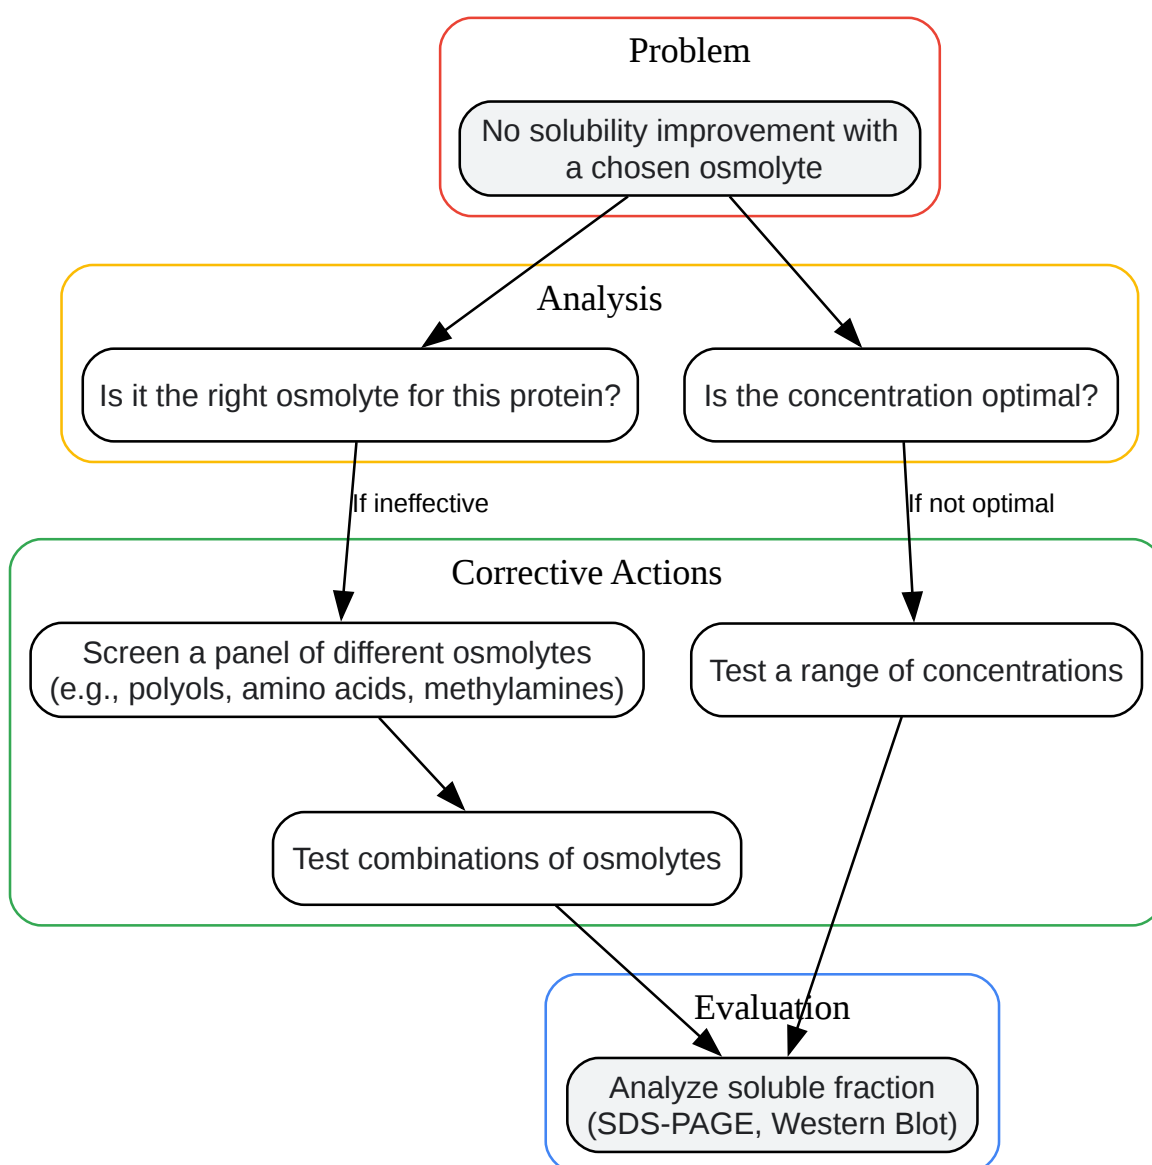 Problem
No solubility improvement with
a chosen osmolyte
Analysis
Is it the right osmolyte for this protein?
Is the concentration optimal?
If ineffective
If not optimal
Corrective Actions
Screen a panel of different osmolytes
(e.g., polyols, amino acids, methylamines)
Test a range of concentrations
Test combinations of osmolytes
Evaluation
Analyze soluble fraction
(SDS-PAGE, Western Blot)